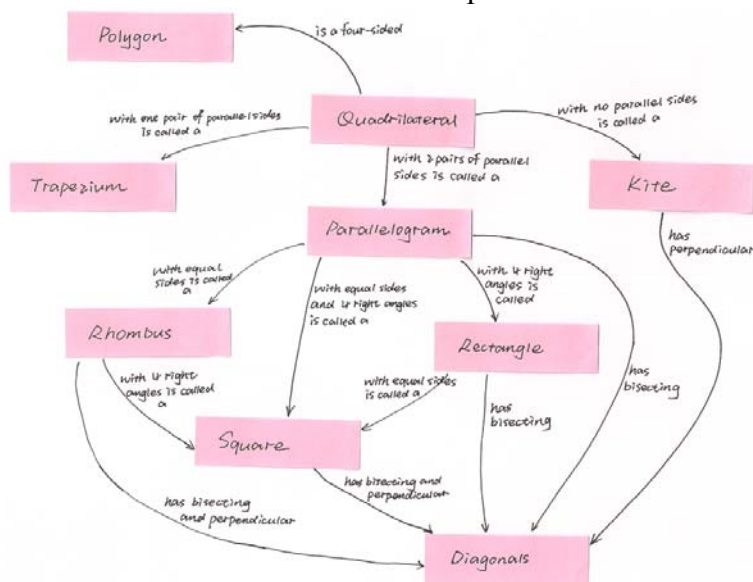 Polygon
is a four-sided
with one pair of parallel sides
is called a
Quadrilateral
with no parallel sides
is called a
Trapezium
with 2 pairs of parallel
sides is called a
Kite
Parallelogram
has
perpendicular
with equal
sides is called
a
with equal sides
and 4 right angles
is called a
with 4 right
angles is
called
Rhombus
Rectangle
has
bisecting
with 4 right
angles is called
a
with equal sides
is called a
has
bisecting
Square
has bisecting and
perpendicular
has bisecting
and perpendicular
Diagonals